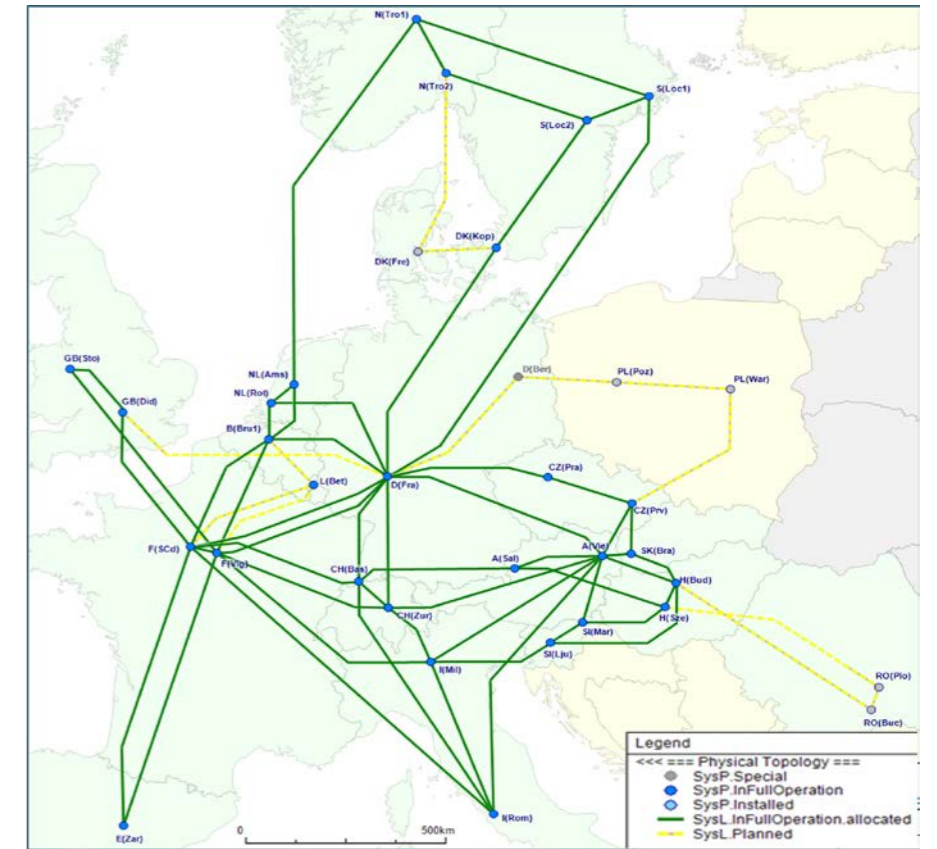 N(Tro1)
N(Tro2)
S(Loc1)
S(Loc2)
DK(Kop)
DK(Fre)
GB(Sto)
NL(Ams)
D(Ber)
PL(Poz)
PL(War)
NL(Rot)
GB(Did)
B(Bru1)
L(Bet)
D(Fra)
CZ(Pra)
CZ(Prv)
F(SCd)
F(Vig)
A(Vie)
SK(Bra)
A(Sal)
CH(Bas)
H(Bud)
H(Sze)
CH(Zur)
SI(Mar)
SI(Lju)
I(Mil)
RO(Plo)
RO(Buc)
I(Rom)
E(Zar)
0 500km
Legend
<<< === Physical Topology ===
SysP.Special
SysP.InFullOperation
SysP.Installed
SysL.InFullOperation.allocated
SysL.Planned